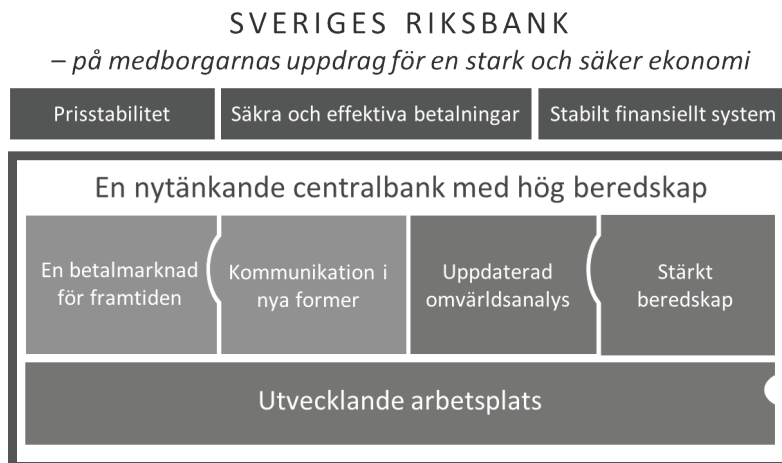 SVERIGES RIKSBANK
– på medborgarnas uppdrag för en stark och säker ekonomi
Prisstabilitet
Säkra och effektiva betalningar
Stabilt finansiellt system
En nytänkande centralbank med hög beredskap
En betalmarknad
för framtiden
Kommunikation i
nya former
Uppdaterad
omvärldsanalys
Stärkt
beredskap
Utvecklande arbetsplats